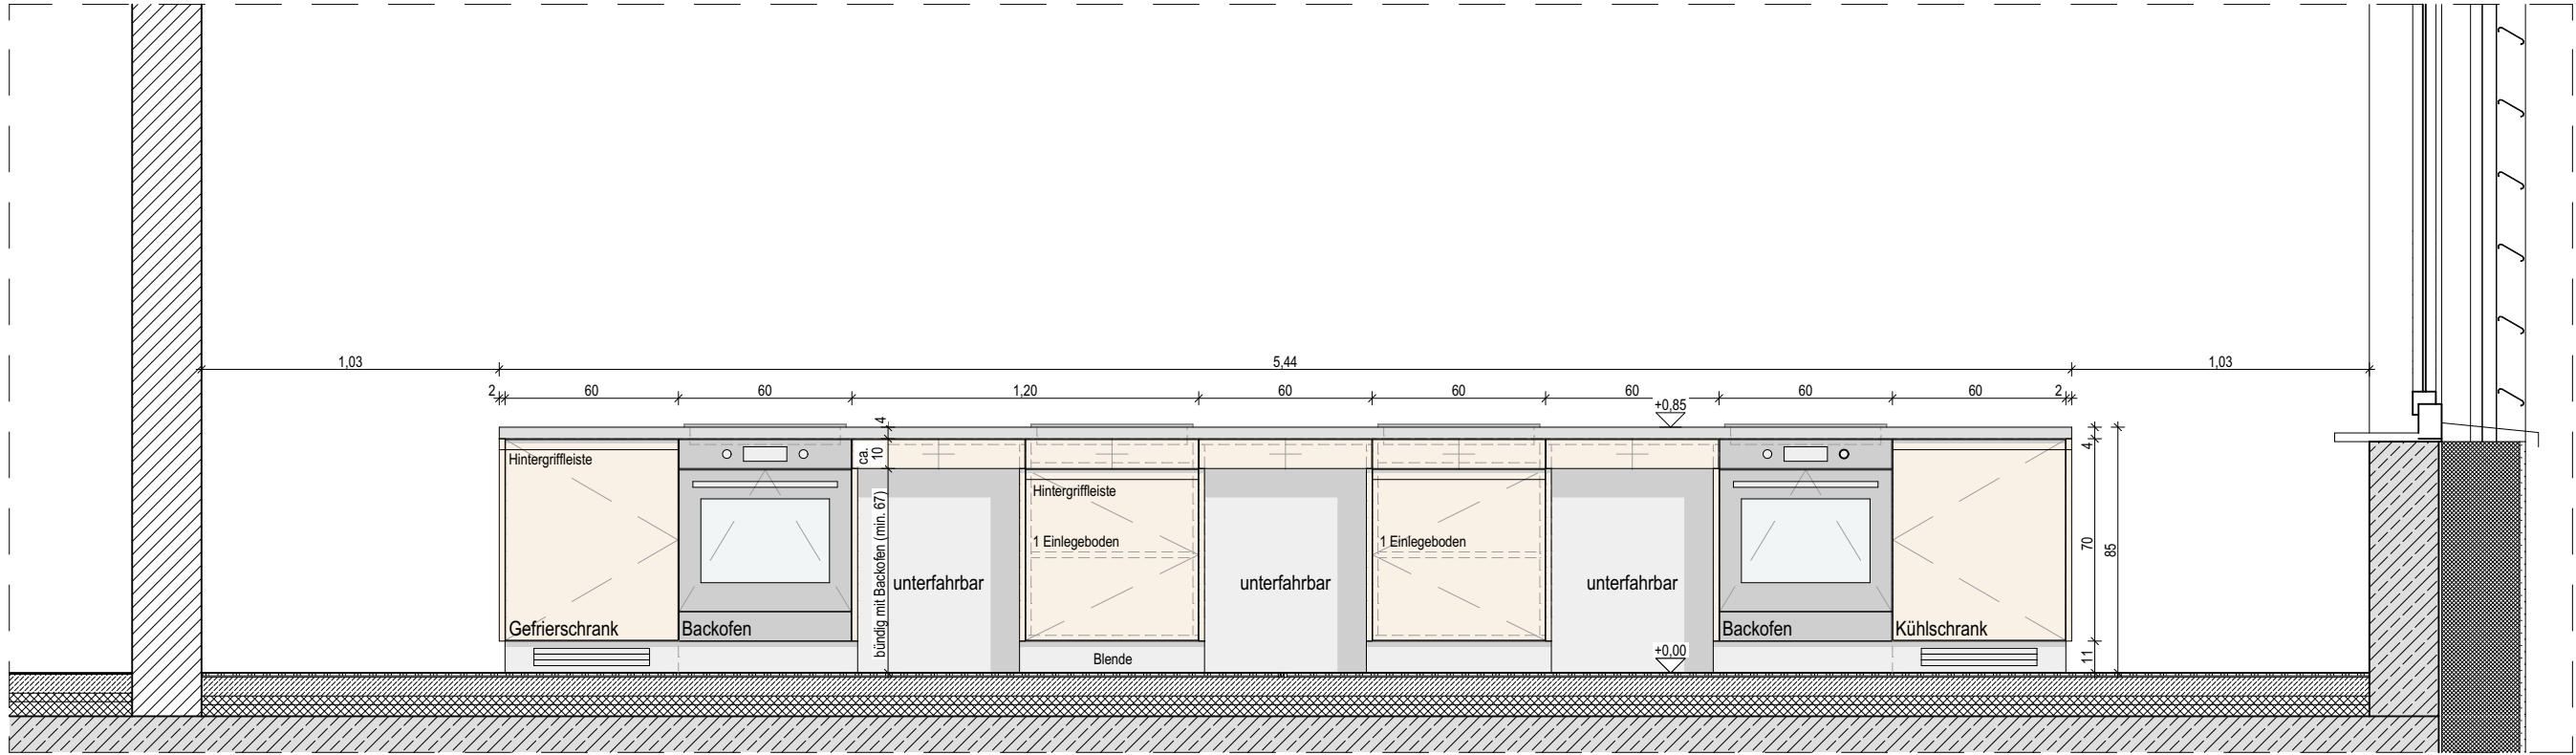 1,03
5,44
1,03
2
60
60
1,20
60
60
60
60
60
2
+0,85
4
4
ca.
10
Hintergriffleiste
Hintergriffleiste
bündig mit Backofen (min. 67)
1 Einlegeboden
1 Einlegeboden
70
85
unterfahrbar
unterfahrbar
unterfahrbar
Gefrierschrank
Backofen
Backofen
Kühlschrank
Blende
+0,00
11